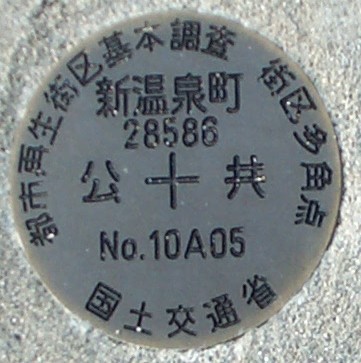 都市再生街区基本調査 街区多角点
新温泉町
28586
公十共
No.10A05
国土交通省